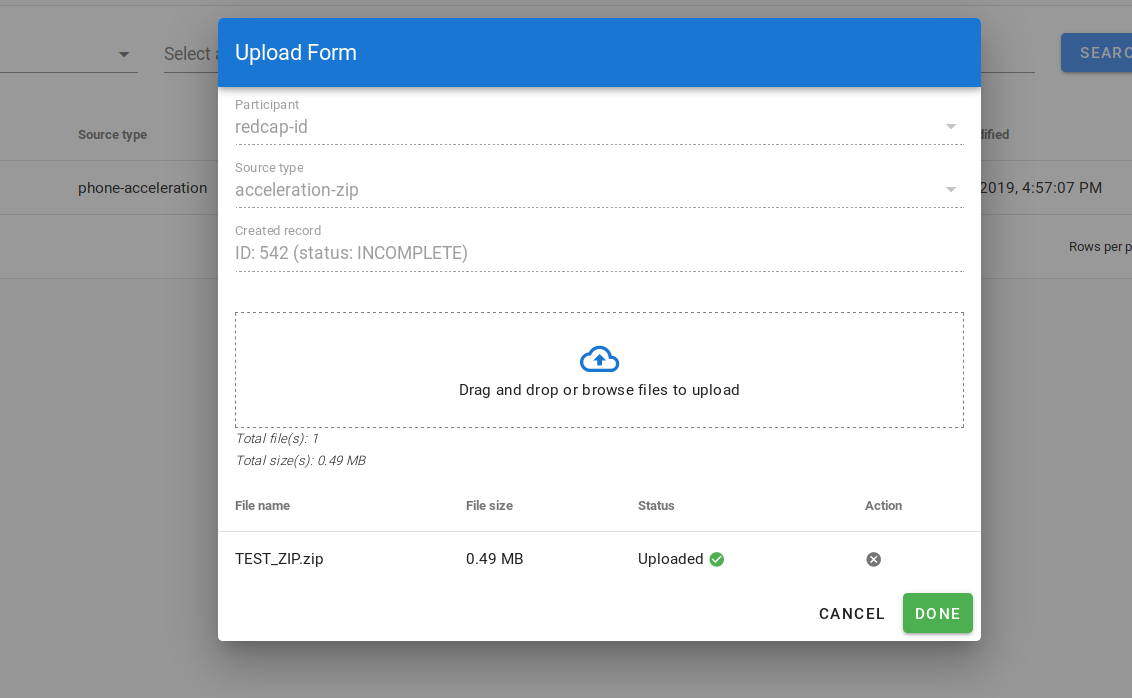 Select a
SEARC
Upload Form
Participant
redcap-id
Source type
dified
Source type
acceleration-zip
phone-acceleration
2019, 4:57:07 PM
Created record
ID: 542 (status: INCOMPLETE)
Rows per p
Drag and drop or browse files to upload
Total file(s): 1
Total size(s): 0.49 MB
File name File size Status Action
TEST_ZIP.zip 0.49 MB Uploaded
CANCEL DONE